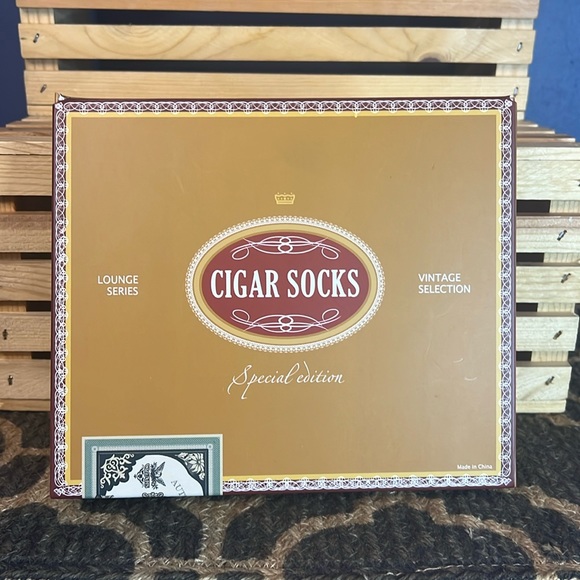 LOUNGE
SERIES
CIGAR SOCKS
VINTAGE
SELECTION
Special edition
Made in China